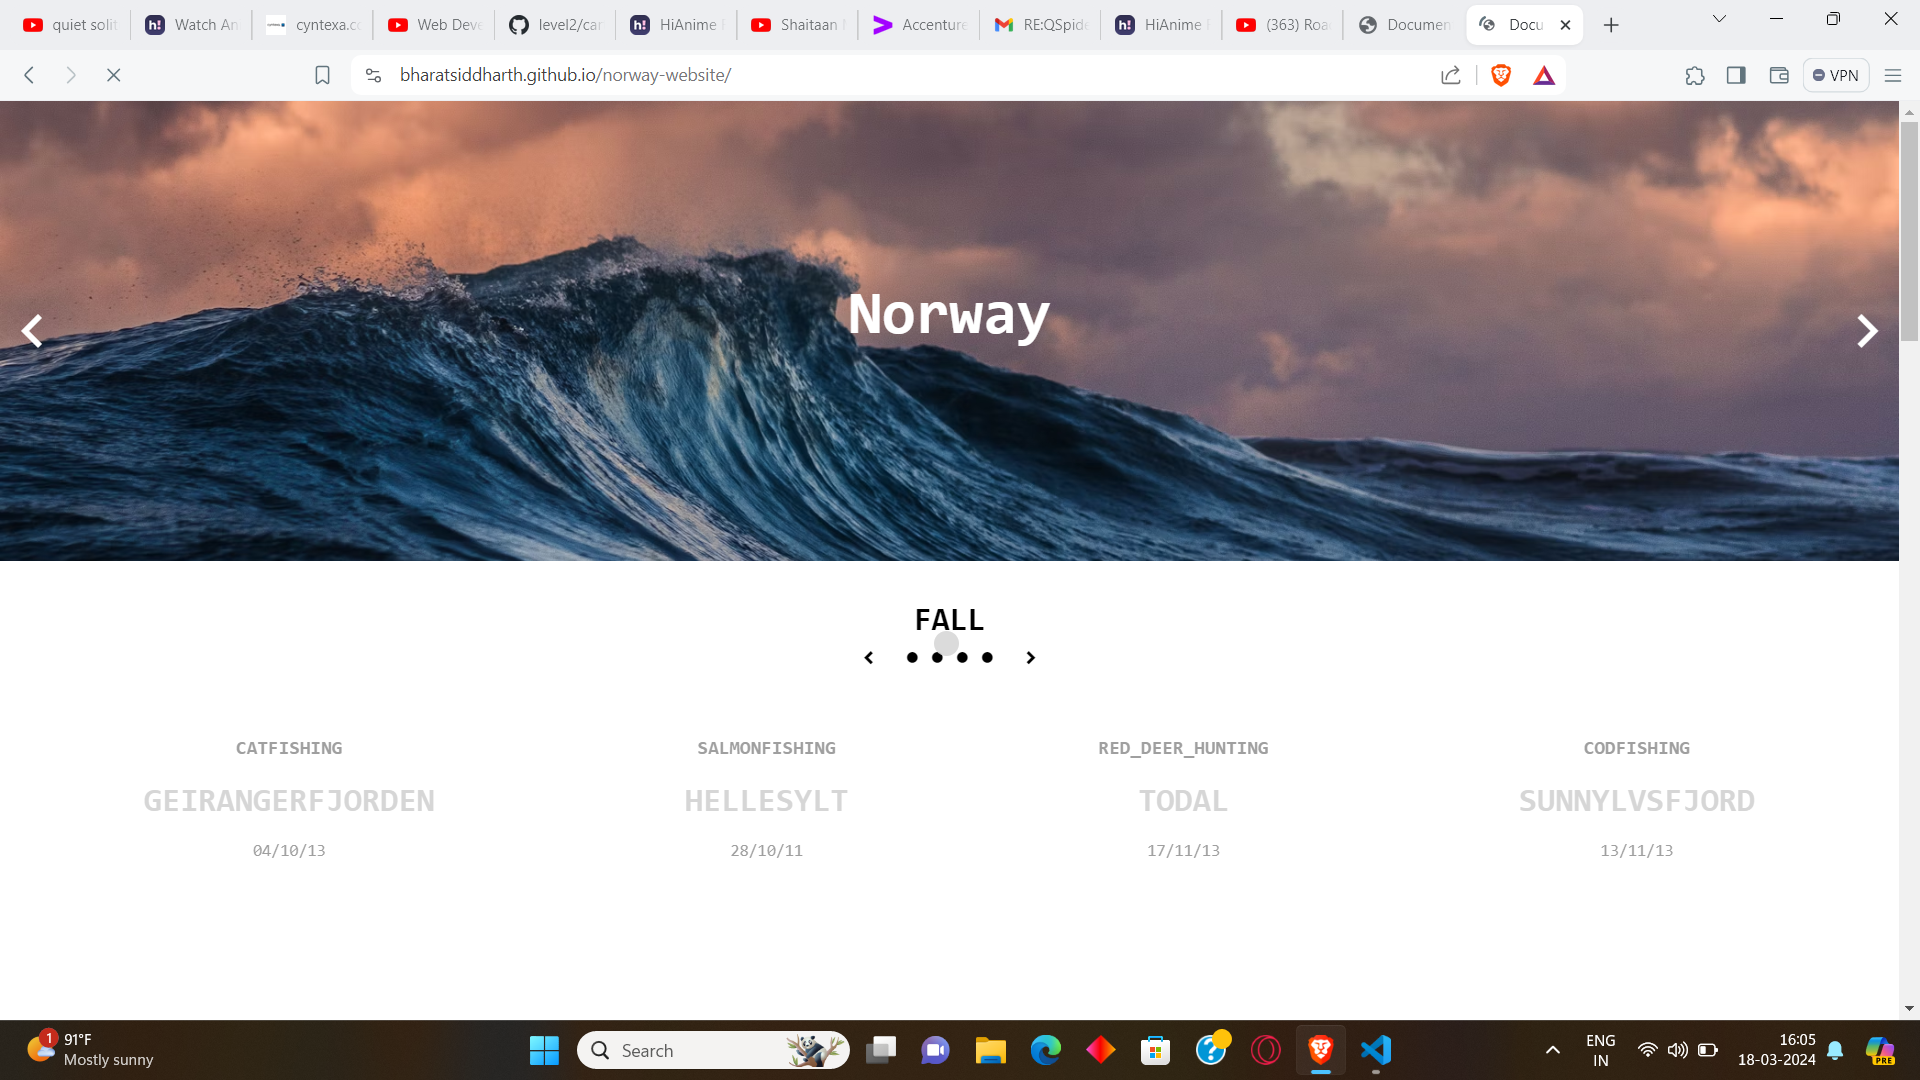 quiet solit
Watch An
cyntexa.co
Web Deve
level2/car
HiAnime
Shaitaan
Accenture
RE:QSpide
HiAnime
(363) Roa
Documen
Docu
bharatsiddharth.github.io/norway-website/
VPN
Norway
FALL
CATFISHING
SALMONFISHING
RED_DEER_HUNTING
CODFISHING
GEIRANGERFJORDEN
HELLESYLT
TODAL
SUNNYLVSFJORD
04/10/13
28/10/11
17/11/13
13/11/13
1
91°F
Mostly sunny
Search
ENG
IN
16:05
18-03-2024
PRE